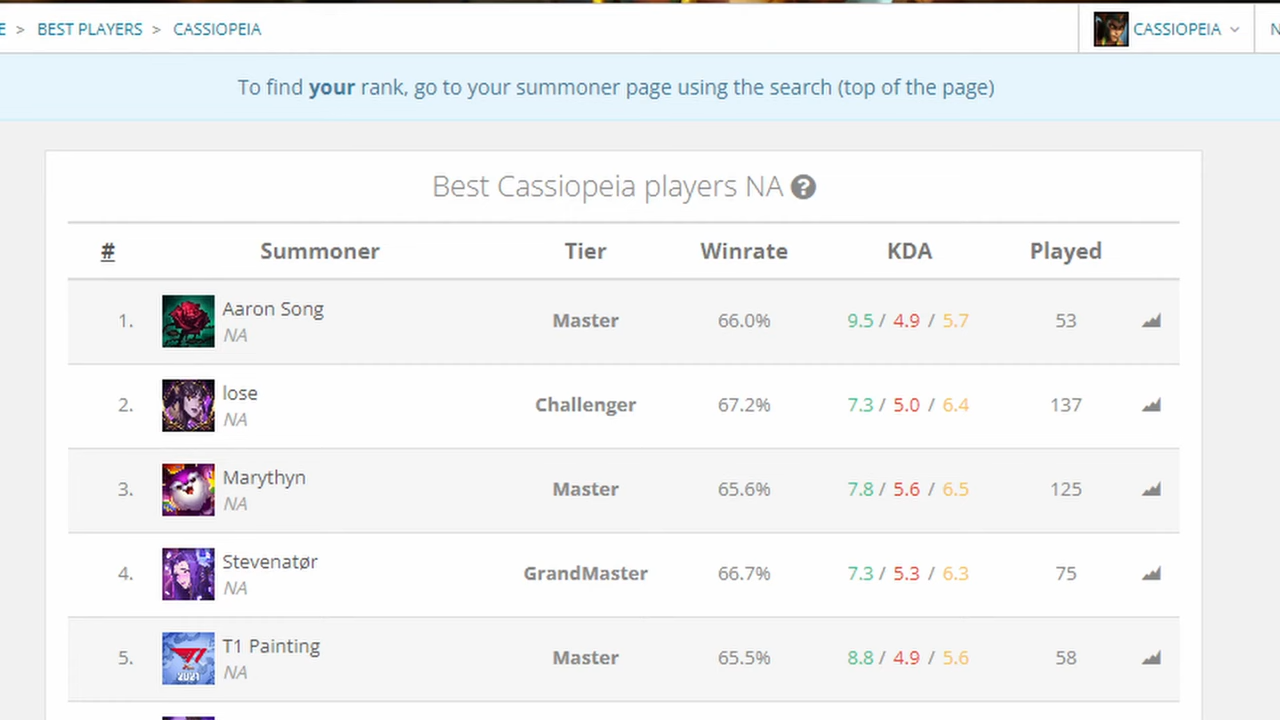 E > BEST PLAYERS > CASSIOPEIA
CASSIOPEIA
N
To find your rank, go to your summoner page using the search (top of the page)
Best Cassiopeia players NA ?
# Summoner Tier Winrate KDA Played
1. Aaron Song NA Master 66.0% 9.5 / 4.9 / 5.7 53
2. lose NA Challenger 67.2% 7.3 / 5.0 / 6.4 137
3. Marythyn NA Master 65.6% 7.8 / 5.6 / 6.5 125
4. Stevenatør NA GrandMaster 66.7% 7.3 / 5.3 / 6.3 75
5. T1 Painting NA Master 65.5% 8.8 / 4.9 / 5.6 58
2021